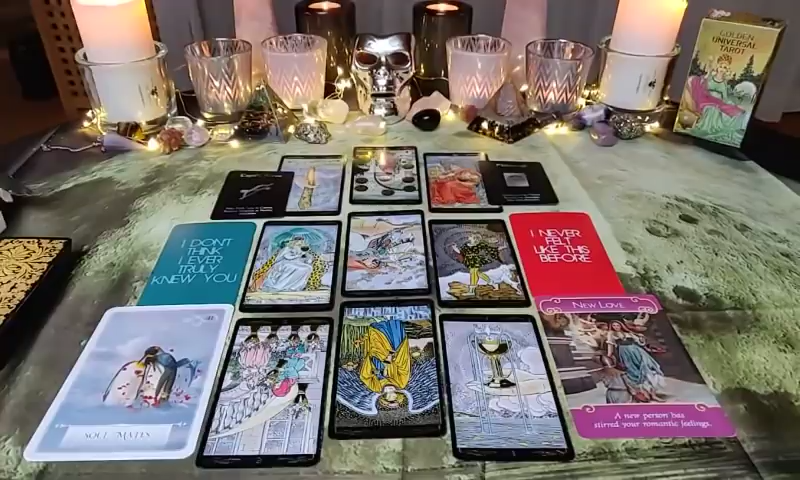 GOLDEN
UNIVERSAL
TAROT
I DON'T
THINK
I EVER
TRULY
KNEW YOU
I NEVER
FELT
LIKE THIS
BEFORE
NEW LOVE
A new person has
stirred your romantic feelings.
SOUL MATES